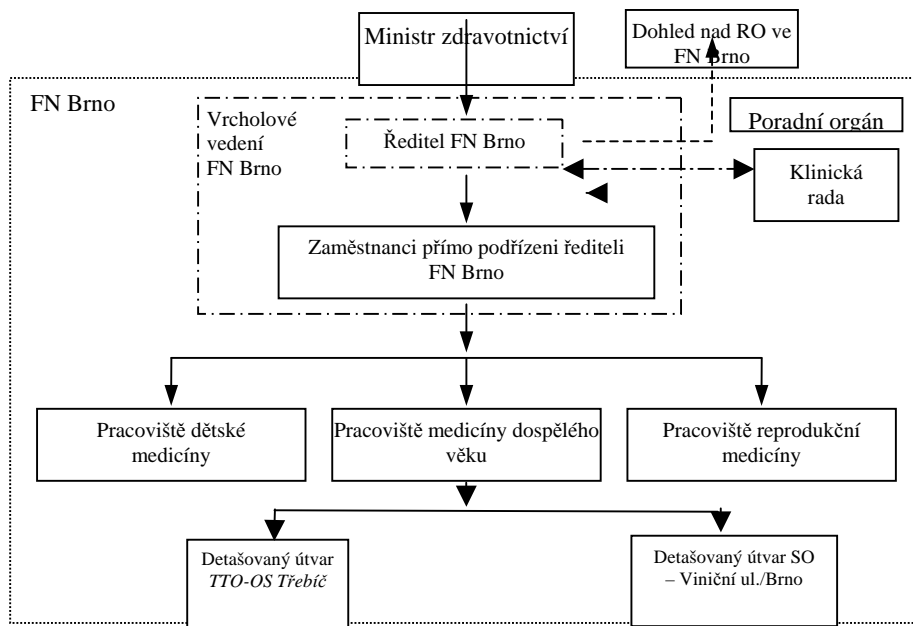 Ministr zdravotnictví
Dohled nad RO ve
FN Brno
FN Brno
Vrcholové
vedení
FN Brno
Ředitel FN Brno
Poradní orgán
Klinická
rada
Zaměstnanci přímo podřízeni řediteli
FN Brno
Pracoviště dětské
medicíny
Pracoviště medicíny dospělého
věku
Pracoviště reprodukční
medicíny
Detašovaný útvar
TTO-OS Třebíč
Detašovaný útvar SO
– Viniční ul./Brno